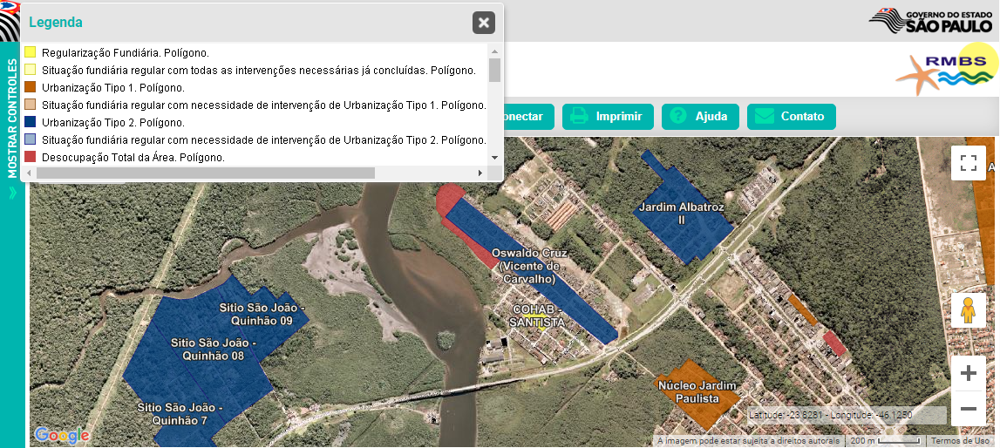 Legenda
GOVERNO DO ESTADO
SÃO PAULO
MOSTRAR CONTROLES
Regularização Fundiária. Polígono.
Situação fundiária regular com todas as intervenções necessárias já concluídas. Polígono.
Urbanização Tipo 1. Polígono.
Situação fundiária regular com necessidade de intervenção de Urbanização Tipo 1. Polígono.
Urbanização Tipo 2. Polígono.
Situação fundiária regular com necessidade de intervenção de Urbanização Tipo 2. Polígono.
Desocupação Total da Área. Polígono.
RMBS
onectar
Imprimir
Ajuda
Contato
A
Jardim Albatroz
II
Oswaldo Cruz
(Vicente de
Carvalho)
COHAB -
SANTISTA
Sitio São João -
Quinhão 09
Sitio São João -
Quinhão 08
Sitio São João -
Quinhão 7
Núcleo Jardim
Paulista
Latitude: -23.8281 - Longitude: -46.1250
Google
A imagem pode estar sujeita a direitos autorais
200 m
Termos de Uso